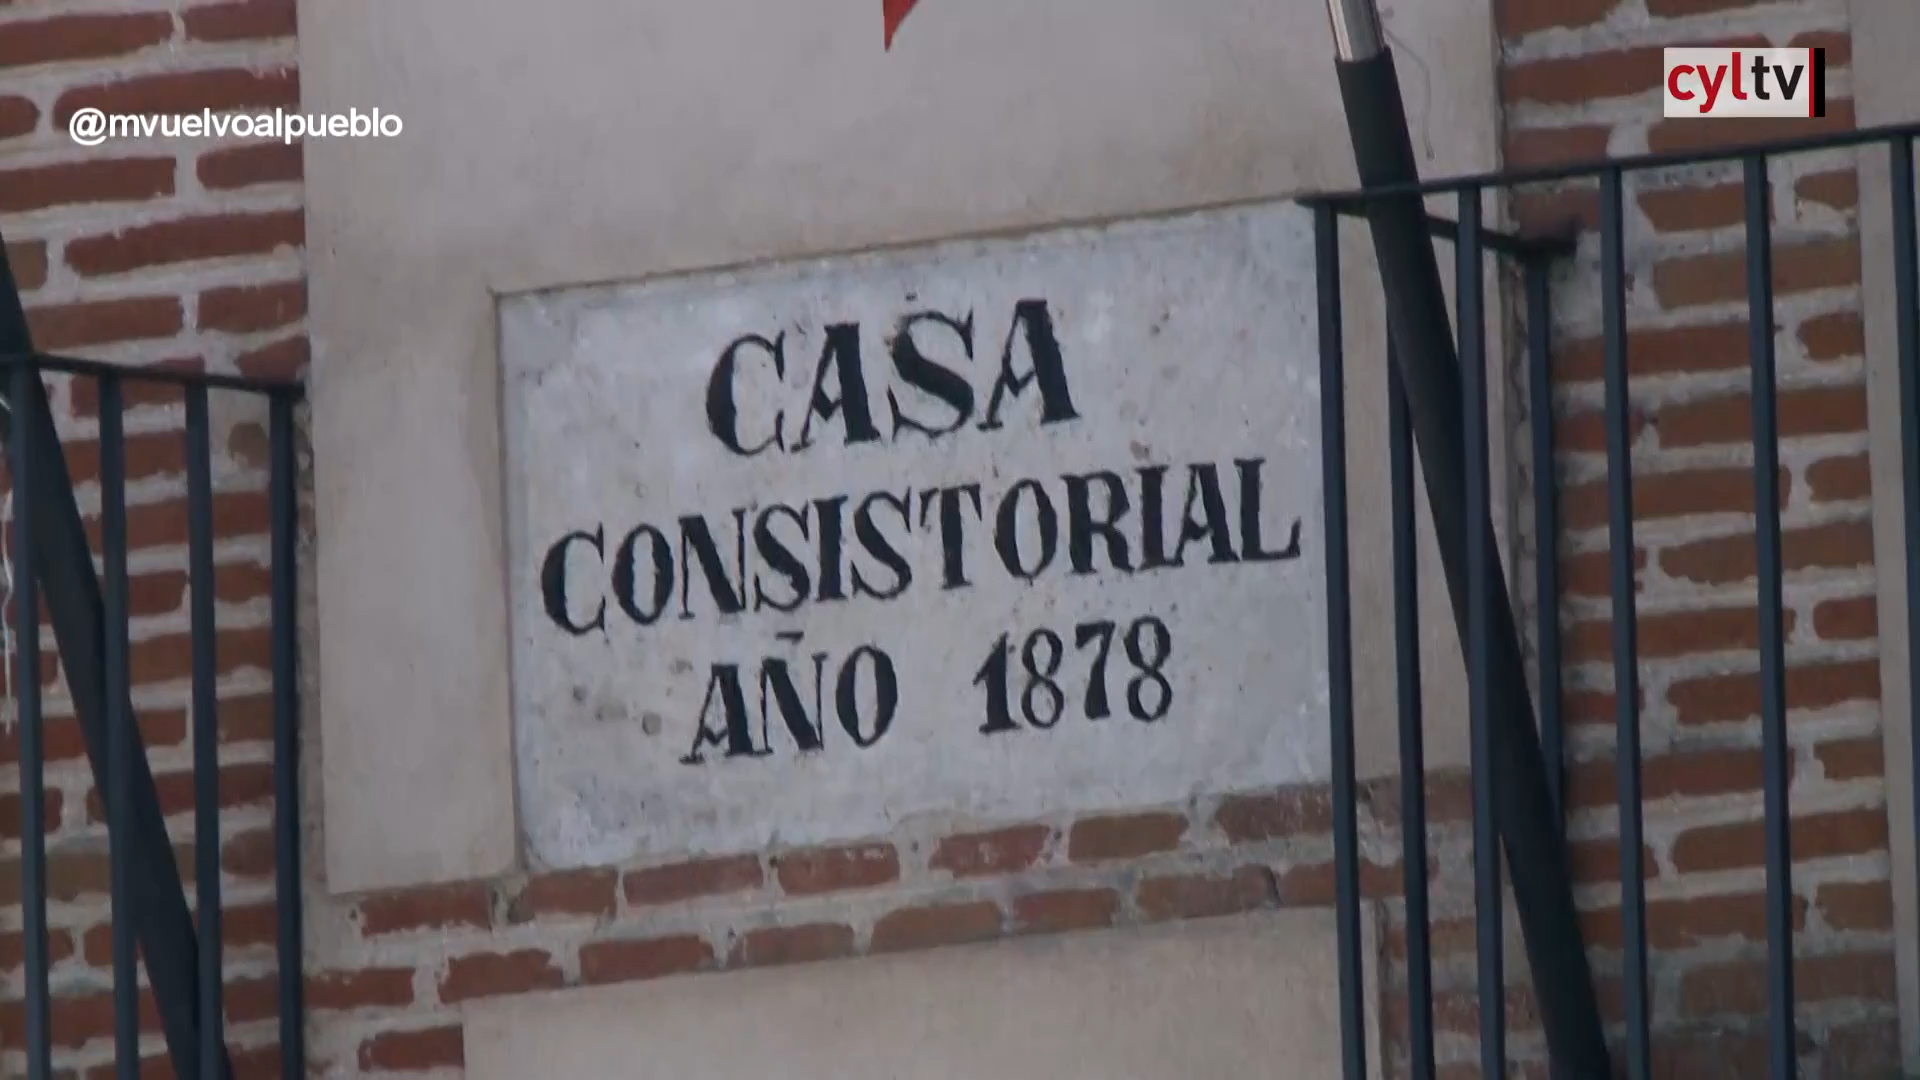 @mvuelvoalpueblo
cyltv
CASA
CONSISTORIAL
AÑO 1878